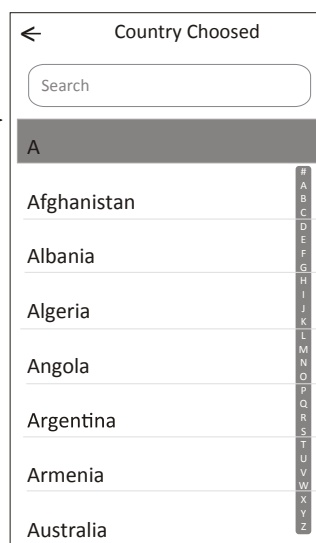 Country Choosed
Search
A
Afghanistan
Albania
Algeria
Angola
Argentina
Armenia
Australia
#
A
B
C
D
E
F
G
H
I
J
K
L
M
N
O
P
Q
R
S
T
U
V
W
X
Y
Z